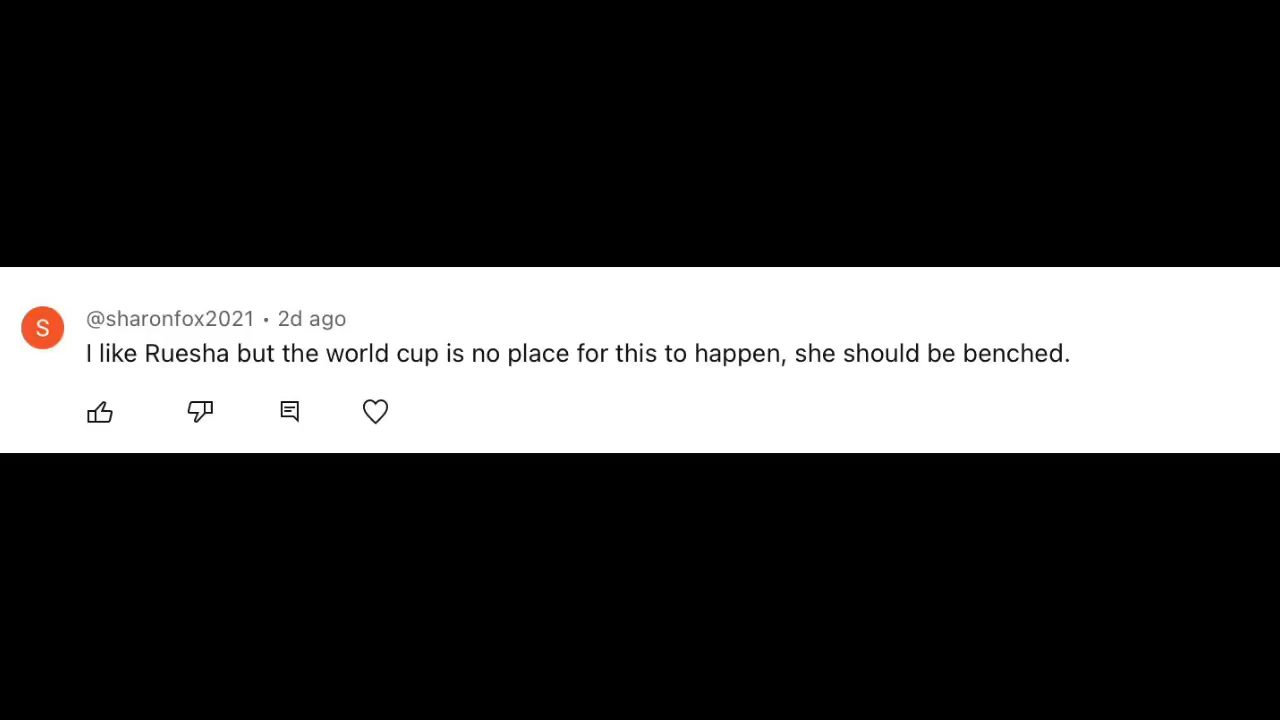 S
@sharonfox2021 • 2d ago
I like Ruesha but the world cup is no place for this to happen, she should be benched.